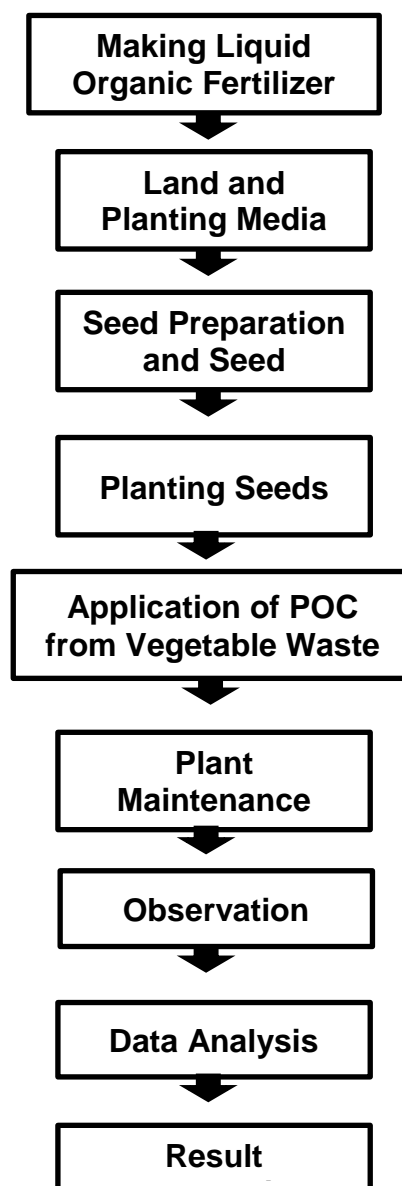 Making Liquid
Organic Fertilizer
Land and
Planting Media
Seed Preparation
and Seed
Planting Seeds
Application of POC
from Vegetable Waste
Plant
Maintenance
Observation
Data Analysis
Result